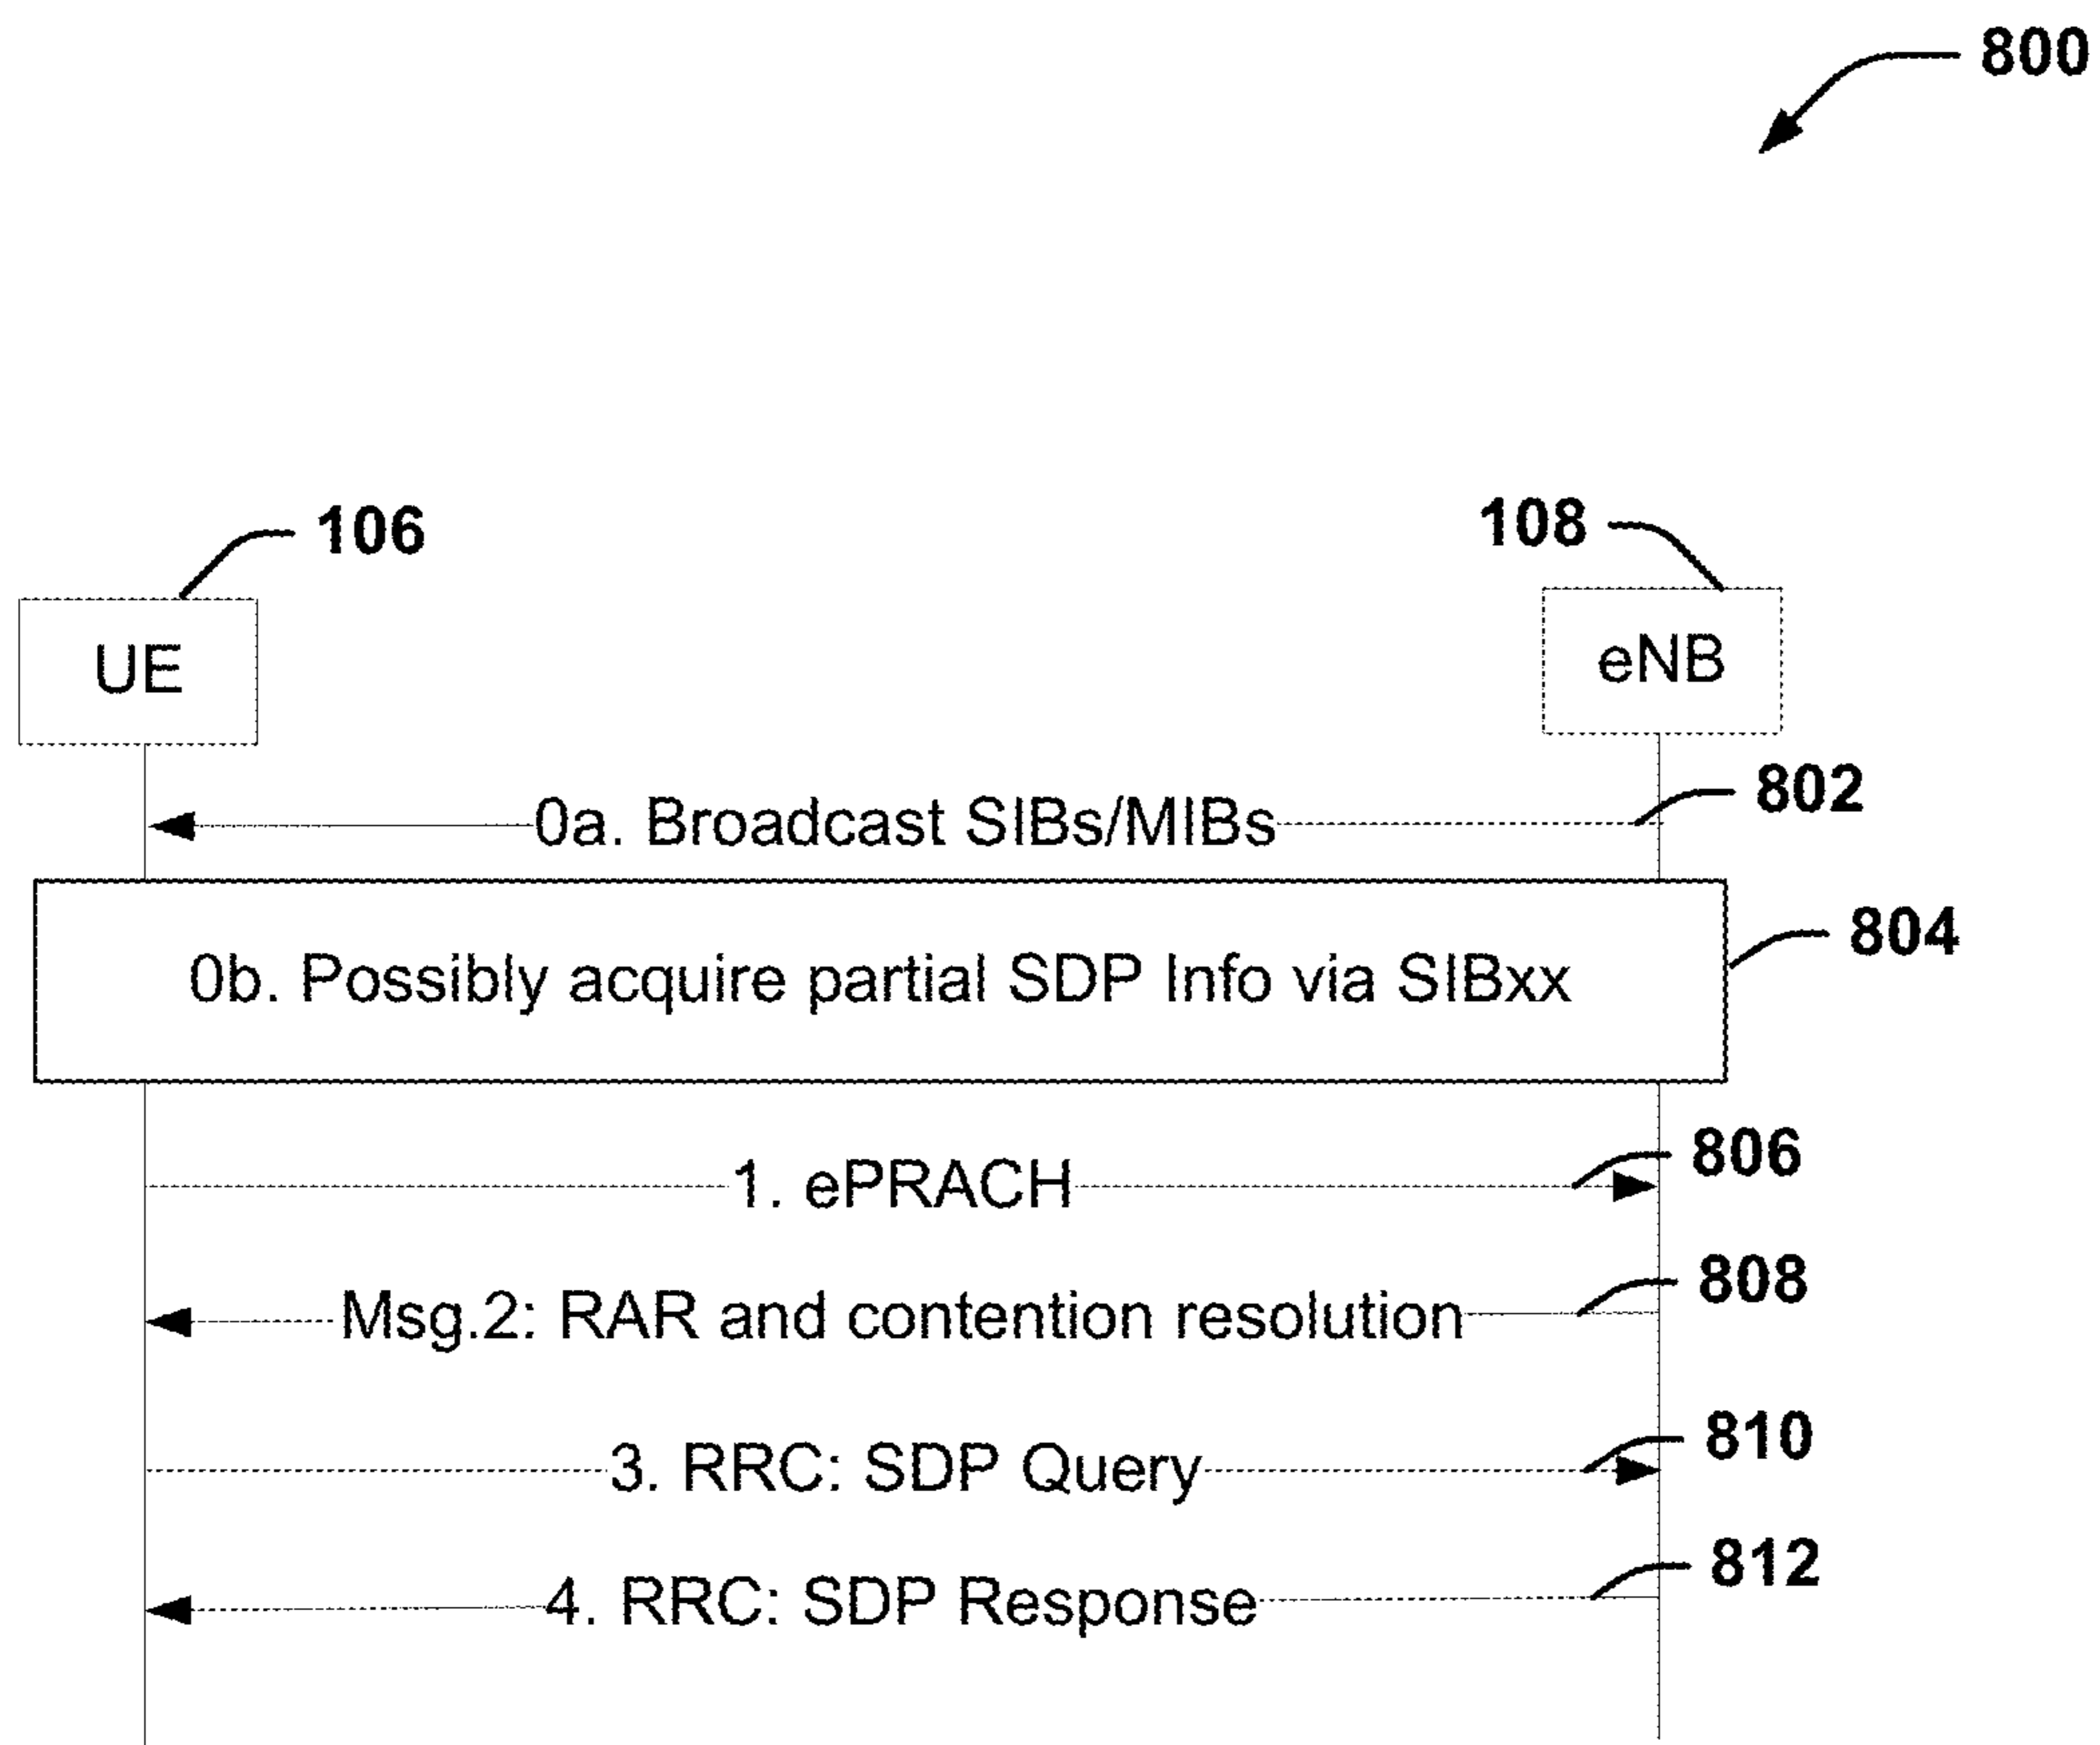 800
106
108
UE
eNB
802
0a. Broadcast SIBs/MIBs
804
0b. Possibly acquire partial SDP Info via SIBxx
806
1. ePRACH
808
Msg.2: RAR and contention resolution
810
3. RRC: SDP Query
812
4. RRC: SDP Response